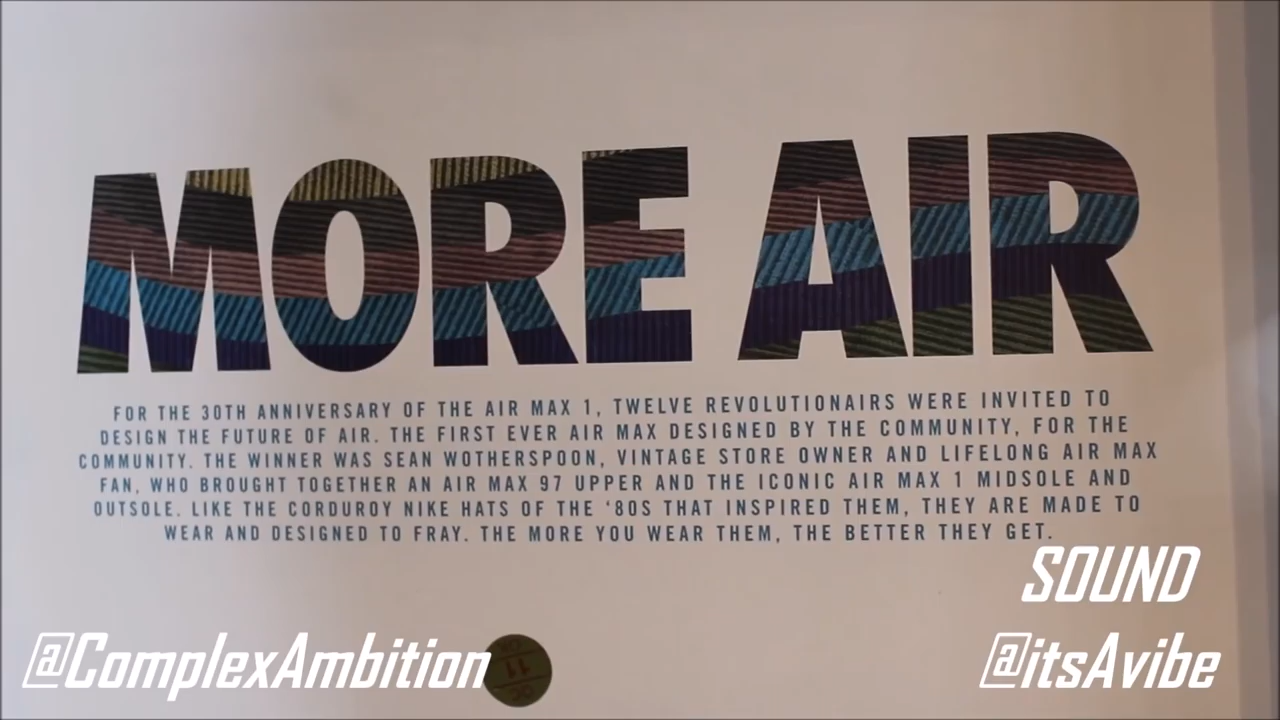 MORE AIR
FOR THE 30TH ANNIVERSARY OF THE AIR MAX 1, TWELVE REVOLUTIONAIRS WERE INVITED TO
DESIGN THE FUTURE OF AIR. THE FIRST EVER AIR MAX DESIGNED BY THE COMMUNITY, FOR THE
COMMUNITY. THE WINNER WAS SEAN WOTHERSPOON, VINTAGE STORE OWNER AND LIFELONG AIR MAX
FAN, WHO BROUGHT TOGETHER AN AIR MAX 97 UPPER AND THE ICONIC AIR MAX 1 MIDSOLE AND
OUTSOLE. LIKE THE CORDUROY NIKE HATS OF THE ‘80S THAT INSPIRED THEM, THEY ARE MADE TO
WEAR AND DESIGNED TO FRAY. THE MORE YOU WEAR THEM, THE BETTER THEY GET.
SOUND
@ComplexAmbition
@itsAvibe
11
QC